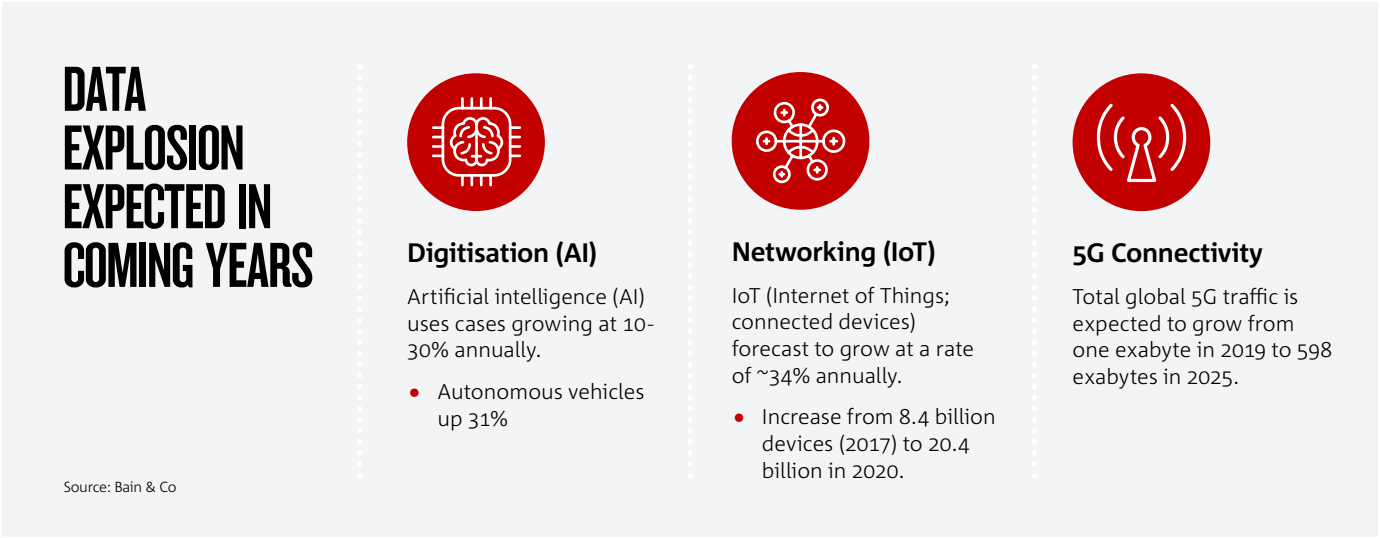 DATA
EXPLOSION
EXPECTED IN
COMING YEARS
Source: Bain & Co
Digitisation (AI)
Artificial intelligence (AI)
uses cases growing at 10-
30% annually.
• Autonomous vehicles
up 31%
Networking (IoT)
IoT (Internet of Things;
connected devices)
forecast to grow at a rate
of ~34% annually.
• Increase from 8.4 billion
devices (2017) to 20.4
billion in 2020.
5G Connectivity
Total global 5G traffic is
expected to grow from
one exabyte in 2019 to 598
exabytes in 2025.